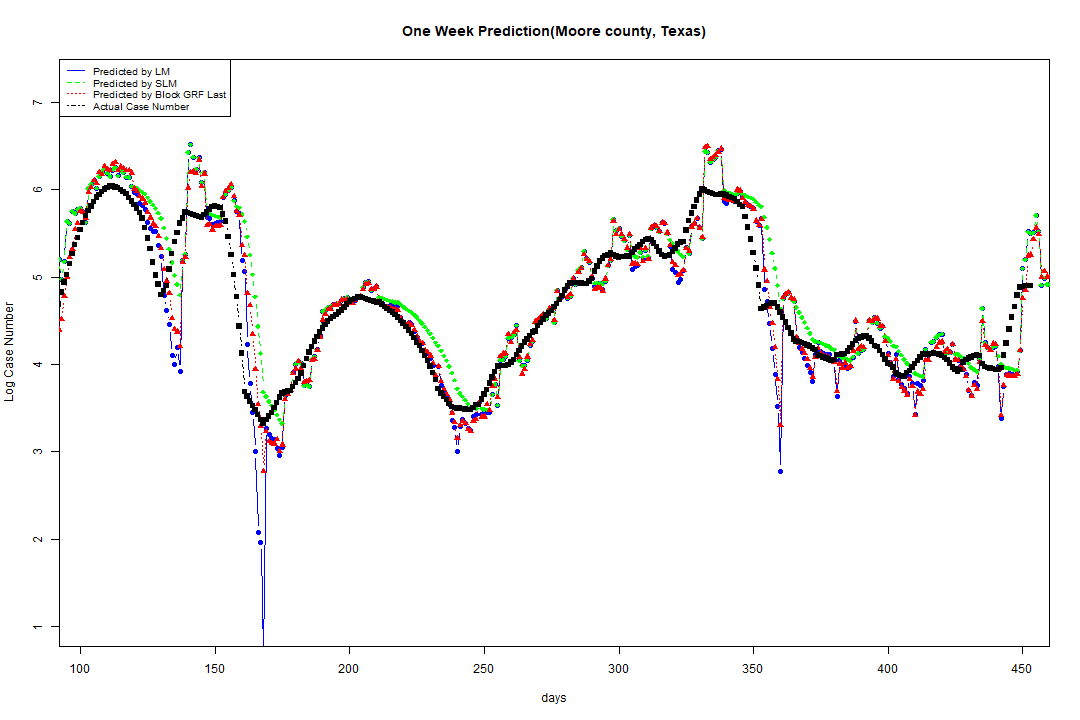 One Week Prediction(Moore county, Texas)
Predicted by LM
Predicted by SLM
Predicted by Block GRF Last
Actual Case Number
7
6
5
4
3
2
1
Log Case Number
100 150 200 250 300 350 400 450
days